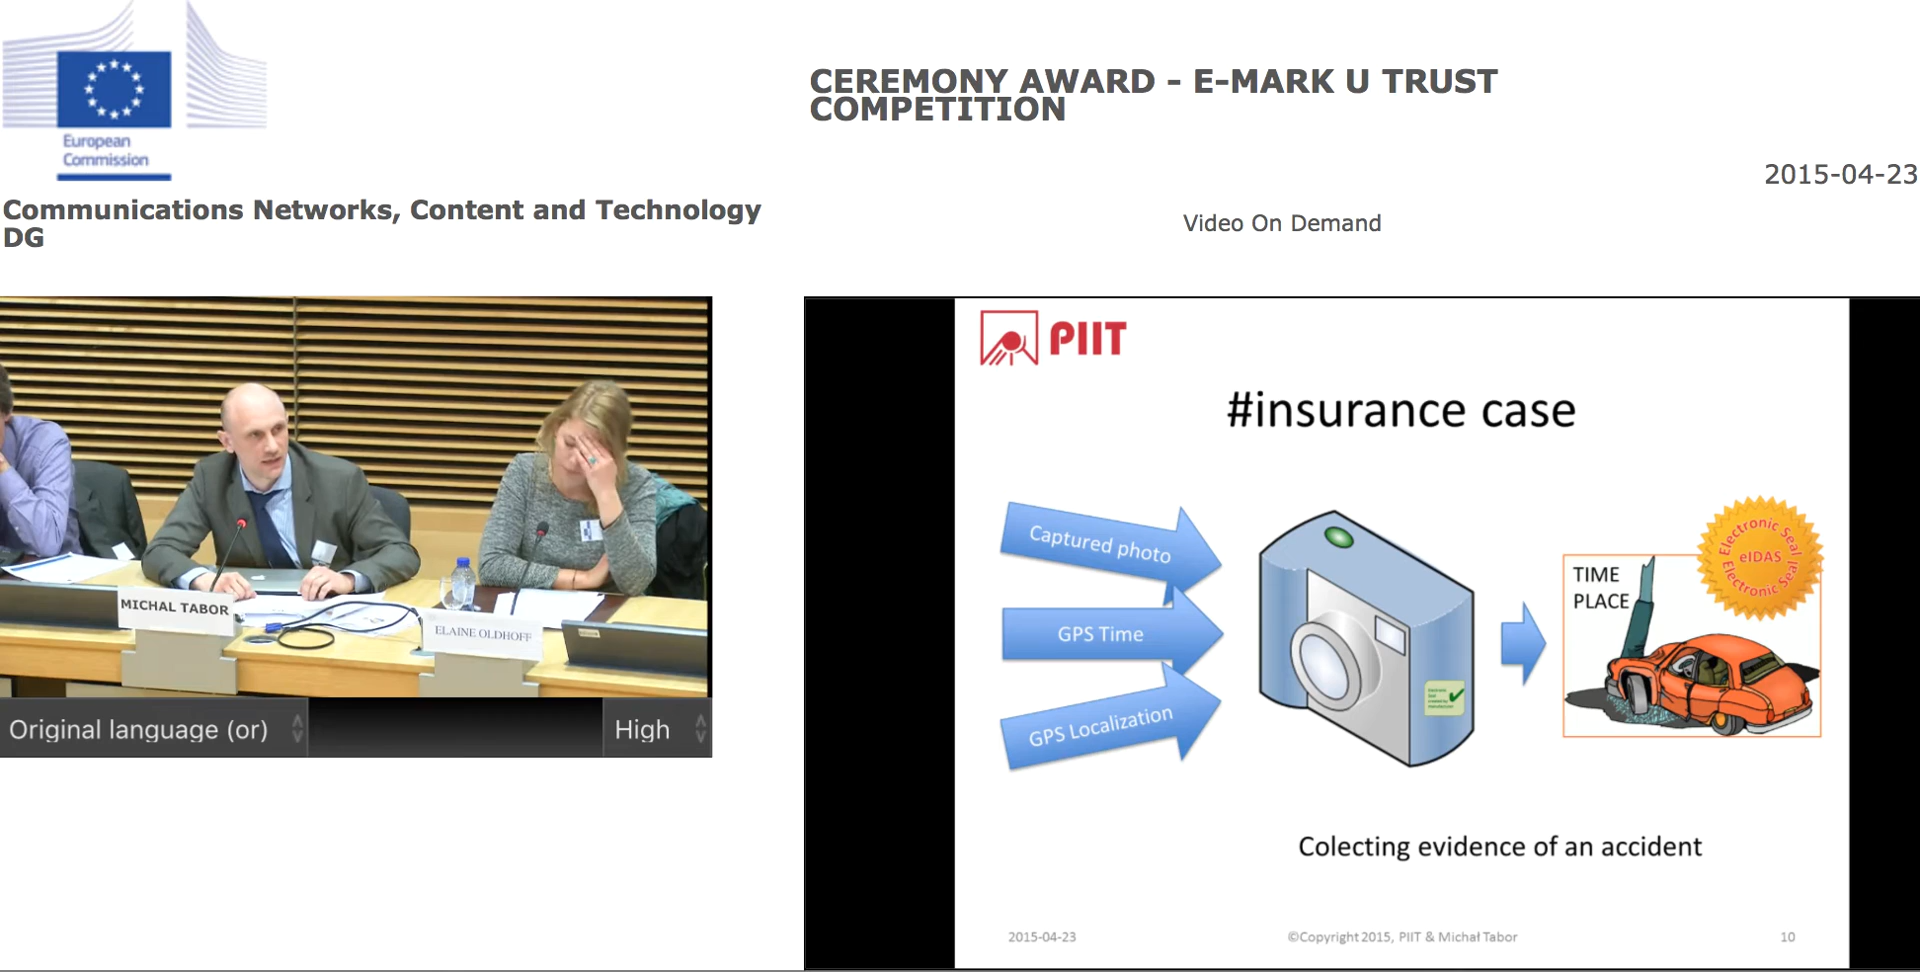 European
Commission
CEREMONY AWARD - E-MARK U TRUST
COMPETITION
2015-04-23
Communications Networks, Content and Technology
DG
Video On Demand
MICHAL TABOR
ELAINE OLDHOFF
Original language (or)
High
PIIT
#insurance case
Captured photo
GPS Time
GPS Localization
TIME
PLACE
Electronic Seal
eIDAS
Electronic Seal
Colecting evidence of an accident
2015-04-23
©Copyright 2015, PIIT & Michał Tabor
10